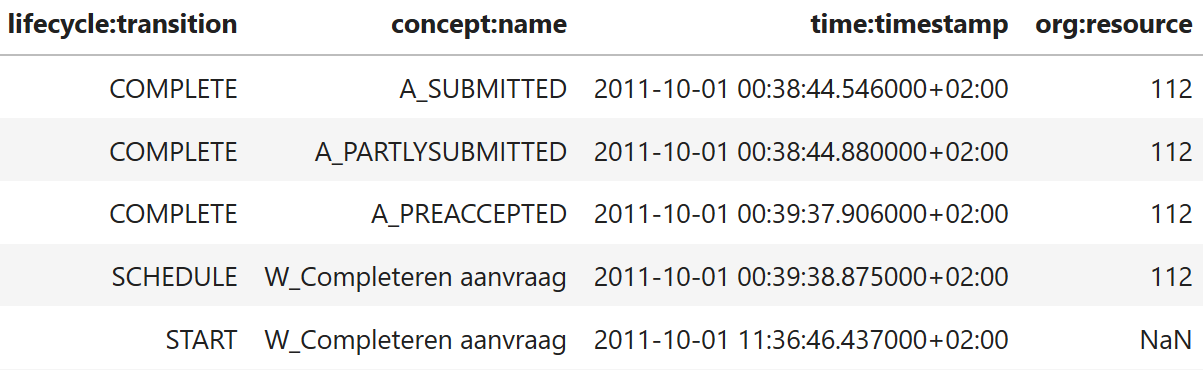 lifecycle:transition concept:name time:timestamp org:resource
COMPLETE A_SUBMITTED 2011-10-01 00:38:44.546000+02:00 112
COMPLETE A_PARTLYSUBMITTED 2011-10-01 00:38:44.880000+02:00 112
COMPLETE A_PREACCEPTED 2011-10-01 00:39:37.906000+02:00 112
SCHEDULE W_Completeren aanvraag 2011-10-01 00:39:38.875000+02:00 112
START W_Completeren aanvraag 2011-10-01 11:36:46.437000+02:00 NaN